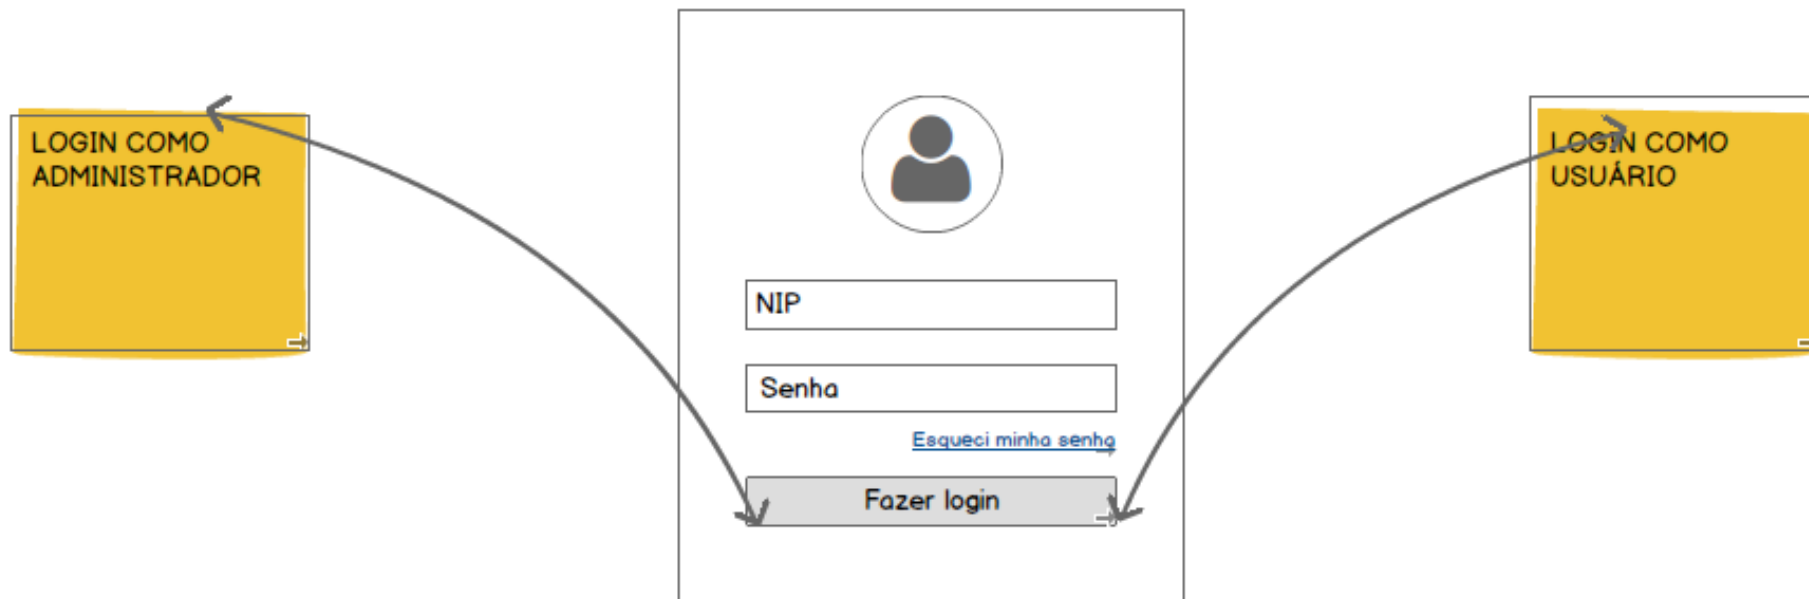 LOGIN COMO
ADMINISTRADOR
NIP
Senha
Esqueci minha senha
Fazer login
LOGIN COMO
USUÁRIO